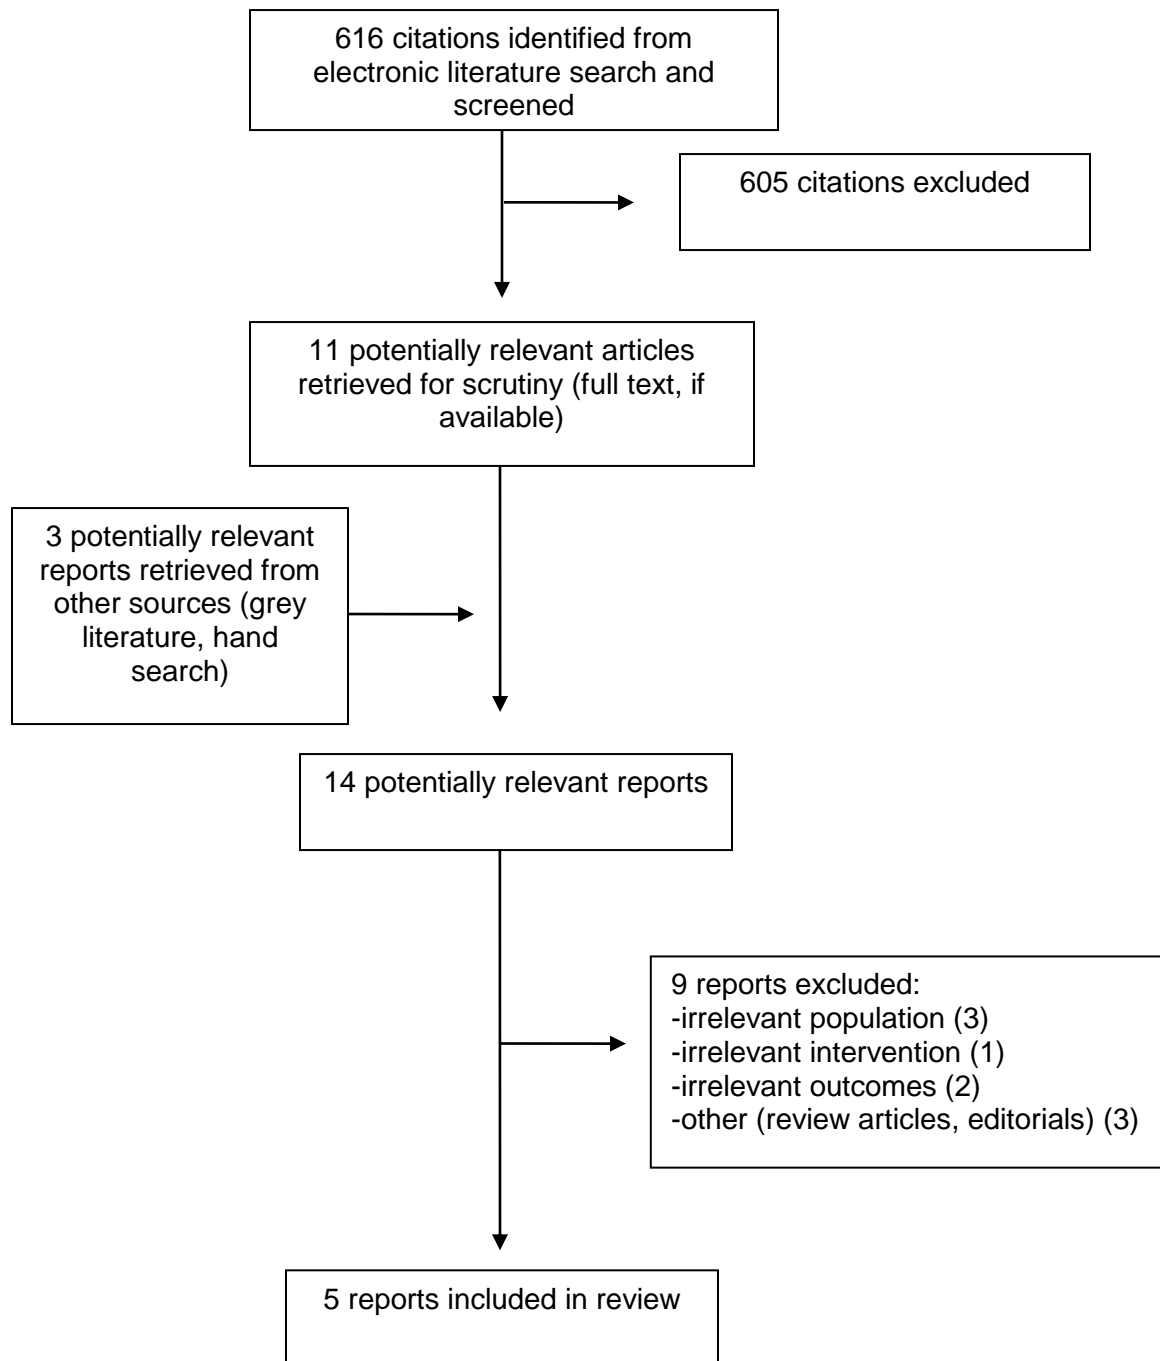 616 citations identified from
electronic literature search and
screened
605 citations excluded
11 potentially relevant articles
retrieved for scrutiny (full text, if
available)
3 potentially relevant
reports retrieved from
other sources (grey
literature, hand
search)
14 potentially relevant reports
9 reports excluded:
-irrelevant population (3)
-irrelevant intervention (1)
-irrelevant outcomes (2)
-other (review articles, editorials) (3)
5 reports included in review